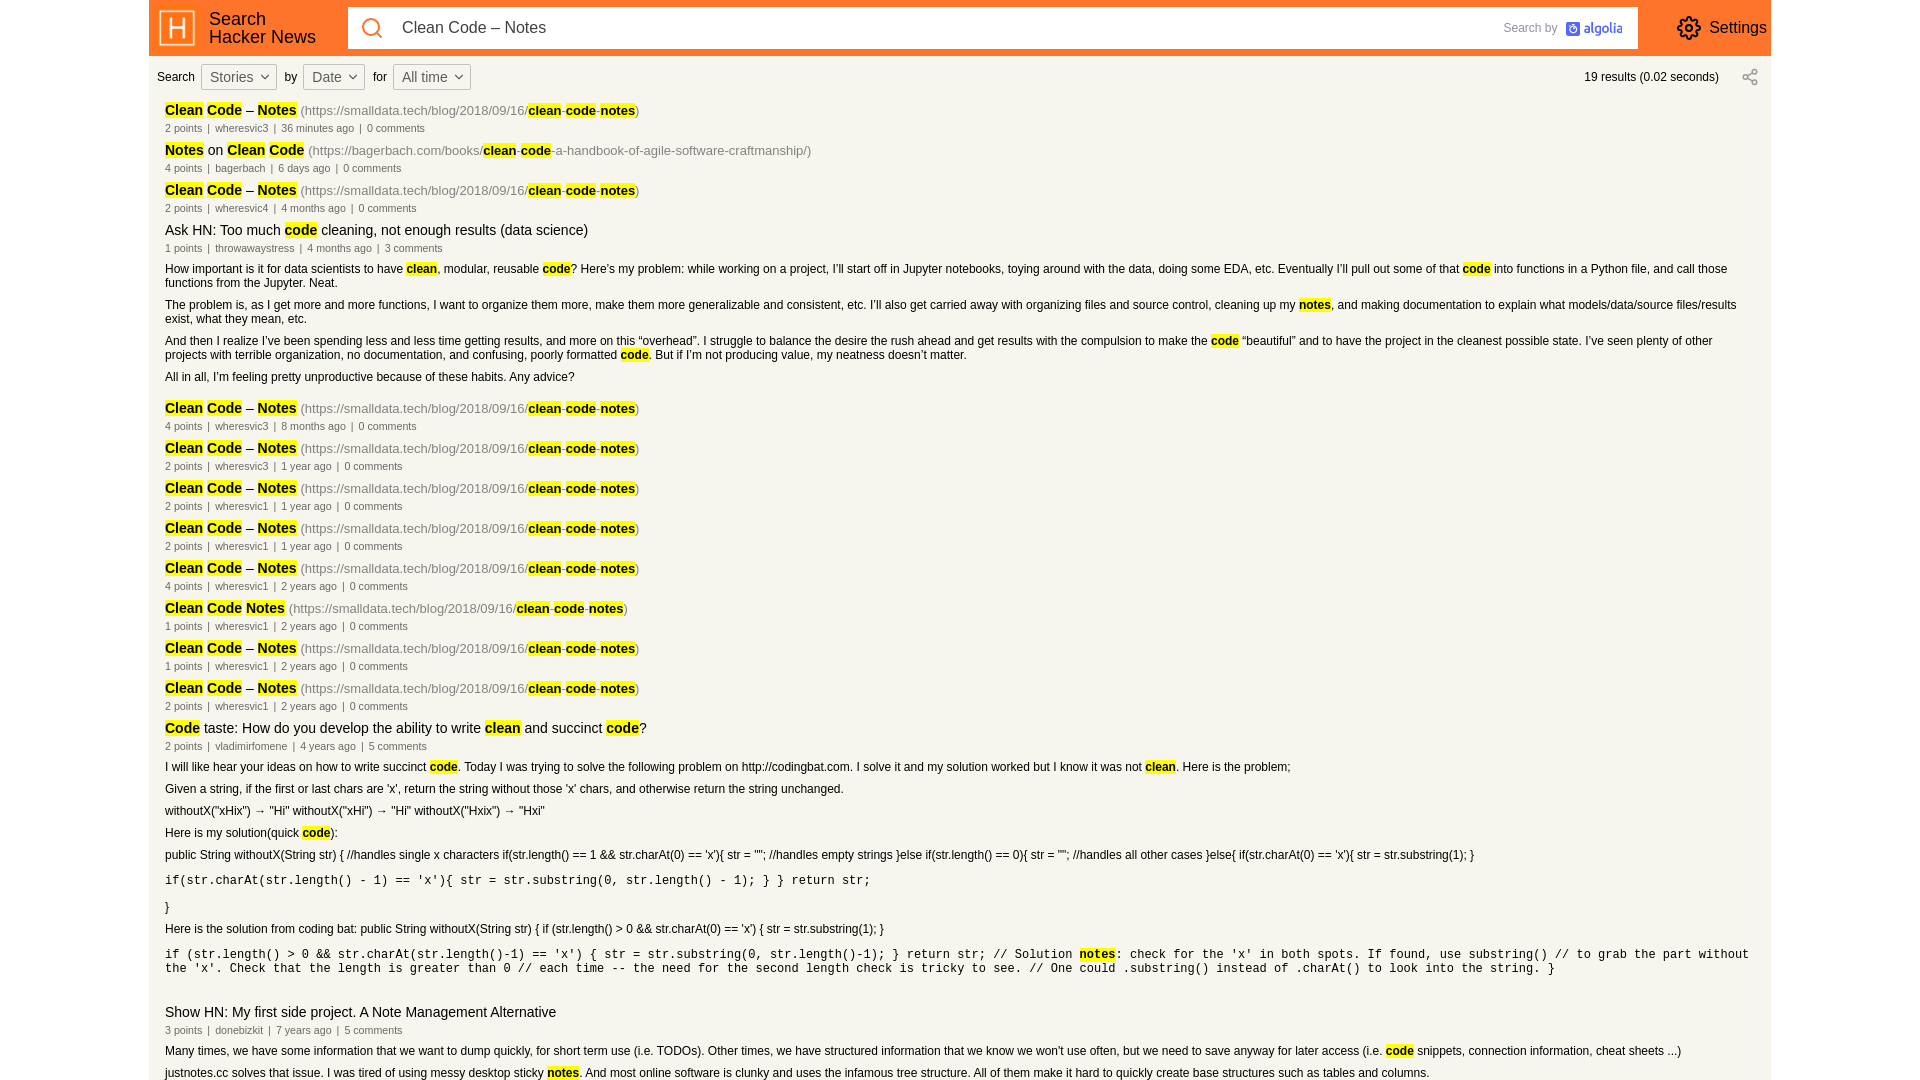 Search
Hacker News
Clean Code – Notes
Search by algolia
Settings
Search Stories by Date for All time
19 results (0.02 seconds)
Clean Code – Notes (https://smalldata.tech/blog/2018/09/16/clean-code-notes)
2 points | wheresvic3 | 36 minutes ago | 0 comments
Notes on Clean Code (https://bagerbach.com/books/clean-code-a-handbook-of-agile-software-craftmanship/)
4 points | bagerbach | 6 days ago | 0 comments
Clean Code – Notes (https://smalldata.tech/blog/2018/09/16/clean-code-notes)
2 points | wheresvic4 | 4 months ago | 0 comments
Ask HN: Too much code cleaning, not enough results (data science)
1 points | throwawaystress | 4 months ago | 3 comments
How important is it for data scientists to have clean, modular, reusable code? Here’s my problem: while working on a project, I’ll start off in Jupyter notebooks, toying around with the data, doing some EDA, etc. Eventually I’ll pull out some of that code into functions in a Python file, and call those
functions from the Jupyter. Neat.
The problem is, as I get more and more functions, I want to organize them more, make them more generalizable and consistent, etc. I’ll also get carried away with organizing files and source control, cleaning up my notes, and making documentation to explain what models/data/source files/results
exist, what they mean, etc.
And then I realize I’ve been spending less and less time getting results, and more on this “overhead”. I struggle to balance the desire the rush ahead and get results with the compulsion to make the code “beautiful” and to have the project in the cleanest possible state. I’ve seen plenty of other
projects with terrible organization, no documentation, and confusing, poorly formatted code. But if I’m not producing value, my neatness doesn’t matter.
All in all, I’m feeling pretty unproductive because of these habits. Any advice?
Clean Code – Notes (https://smalldata.tech/blog/2018/09/16/clean-code-notes)
4 points | wheresvic3 | 8 months ago | 0 comments
Clean Code – Notes (https://smalldata.tech/blog/2018/09/16/clean-code-notes)
2 points | wheresvic3 | 1 year ago | 0 comments
Clean Code – Notes (https://smalldata.tech/blog/2018/09/16/clean-code-notes)
2 points | wheresvic1 | 1 year ago | 0 comments
Clean Code – Notes (https://smalldata.tech/blog/2018/09/16/clean-code-notes)
2 points | wheresvic1 | 1 year ago | 0 comments
Clean Code – Notes (https://smalldata.tech/blog/2018/09/16/clean-code-notes)
4 points | wheresvic1 | 2 years ago | 0 comments
Clean Code Notes (https://smalldata.tech/blog/2018/09/16/clean-code-notes)
1 points | wheresvic1 | 2 years ago | 0 comments
Clean Code – Notes (https://smalldata.tech/blog/2018/09/16/clean-code-notes)
1 points | wheresvic1 | 2 years ago | 0 comments
Clean Code – Notes (https://smalldata.tech/blog/2018/09/16/clean-code-notes)
2 points | wheresvic1 | 2 years ago | 0 comments
Code taste: How do you develop the ability to write clean and succinct code?
2 points | vladimirfomene | 4 years ago | 5 comments
I will like hear your ideas on how to write succinct code. Today I was trying to solve the following problem on http://codingbat.com. I solve it and my solution worked but I know it was not clean. Here is the problem;
Given a string, if the first or last chars are 'x', return the string without those 'x' chars, and otherwise return the string unchanged.
withoutX("xHix") → "Hi" withoutX("xHi") → "Hi" withoutX("Hxix") → "Hxi"
Here is my solution(quick code):
public String withoutX(String str) { //handles single x characters if(str.length() == 1 && str.charAt(0) == 'x'){ str = ""; //handles empty strings }else if(str.length() == 0){ str = ""; //handles all other cases }else{ if(str.charAt(0) == 'x'){ str = str.substring(1); }
if(str.charAt(str.length() - 1) == 'x'){ str = str.substring(0, str.length() - 1); } } return str;
}
Here is the solution from coding bat: public String withoutX(String str) { if (str.length() > 0 && str.charAt(0) == 'x') { str = str.substring(1); }
if (str.length() > 0 && str.charAt(str.length()-1) == 'x') { str = str.substring(0, str.length()-1); } return str; // Solution notes: check for the 'x' in both spots. If found, use substring() // to grab the part without
the 'x'. Check that the length is greater than 0 // each time -- the need for the second length check is tricky to see. // One could .substring() instead of .charAt() to look into the string. }
Show HN: My first side project. A Note Management Alternative
3 points | donebizkit | 7 years ago | 5 comments
Many times, we have some information that we want to dump quickly, for short term use (i.e. TODOs). Other times, we have structured information that we know we won't use often, but we need to save anyway for later access (i.e. code snippets, connection information, cheat sheets ...)
justnotes.cc solves that issue. I was tired of using messy desktop sticky notes. And most online software is clunky and uses the infamous tree structure. All of them make it hard to quickly create base structures such as tables and columns.